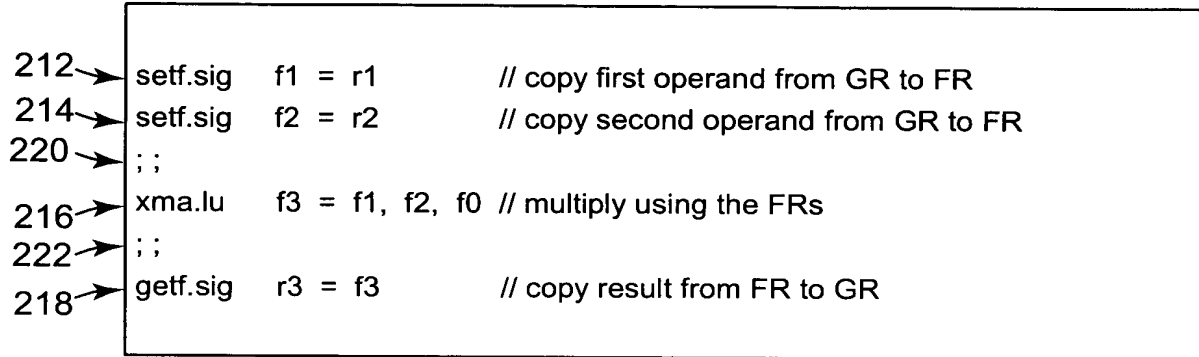 212 setf.sig f1 = r1 // copy first operand from GR to FR
214 setf.sig f2 = r2 // copy second operand from GR to FR
220 ; ;
216 xma.lu f3 = f1, f2, f0 // multiply using the FRs
222 ; ;
218 getf.sig r3 = f3 // copy result from FR to GR